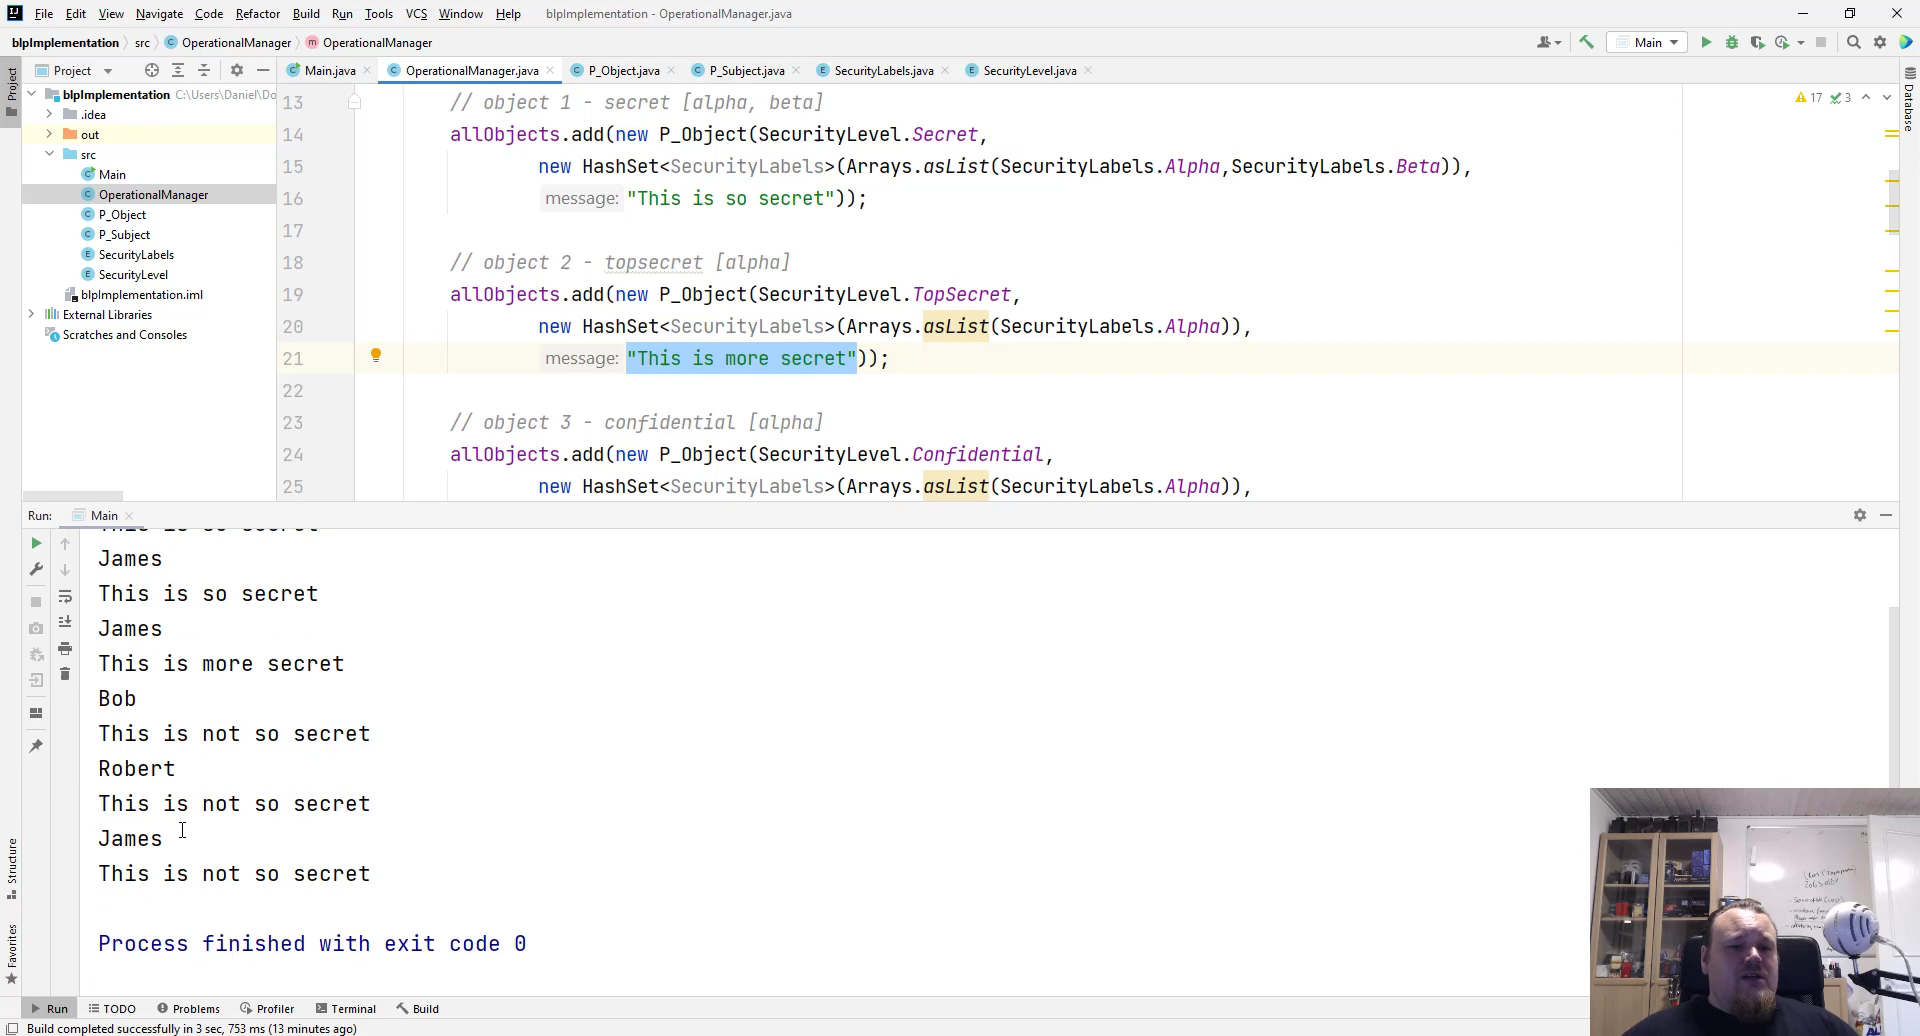 File Edit View Navigate Code Refactor Build Run Tools VCS Window Help blpImplementation - OperationalManager.java
blpImplementation src OperationalManager OperationalManager Main
Project
Main.java OperationalManager.java P_Object.java P_Subject.java SecurityLabels.java SecurityLevel.java
Project
Database
blpImplementation C:\Users\Daniel\Do
.idea
out
src
Main
OperationalManager
P_Object
P_Subject
SecurityLabels
SecurityLevel
blpImplementation.iml
External Libraries
Scratches and Consoles
17 3
13 // object 1 - secret [alpha, beta]
14 allObjects.add(new P_Object(SecurityLevel.Secret,
15 new HashSet<SecurityLabels>(Arrays.asList(SecurityLabels.Alpha,SecurityLabels.Beta)),
16 message: "This is so secret"));
17
18 // object 2 - topsecret [alpha]
19 allObjects.add(new P_Object(SecurityLevel.TopSecret,
20 new HashSet<SecurityLabels>(Arrays.asList(SecurityLabels.Alpha)),
21 message: "This is more secret"));
22
23 // object 3 - confidential [alpha]
24 allObjects.add(new P_Object(SecurityLevel.Confidential,
25 new HashSet<SecurityLabels>(Arrays.asList(SecurityLabels.Alpha)),
Run: Main
This is so secret
James
This is so secret
James
This is more secret
Bob
This is not so secret
Robert
This is not so secret
James
This is not so secret
Process finished with exit code 0
Structure
Favorites
Run TODO Problems Profiler Terminal Build
Build completed successfully in 3 sec, 753 ms (13 minutes ago)